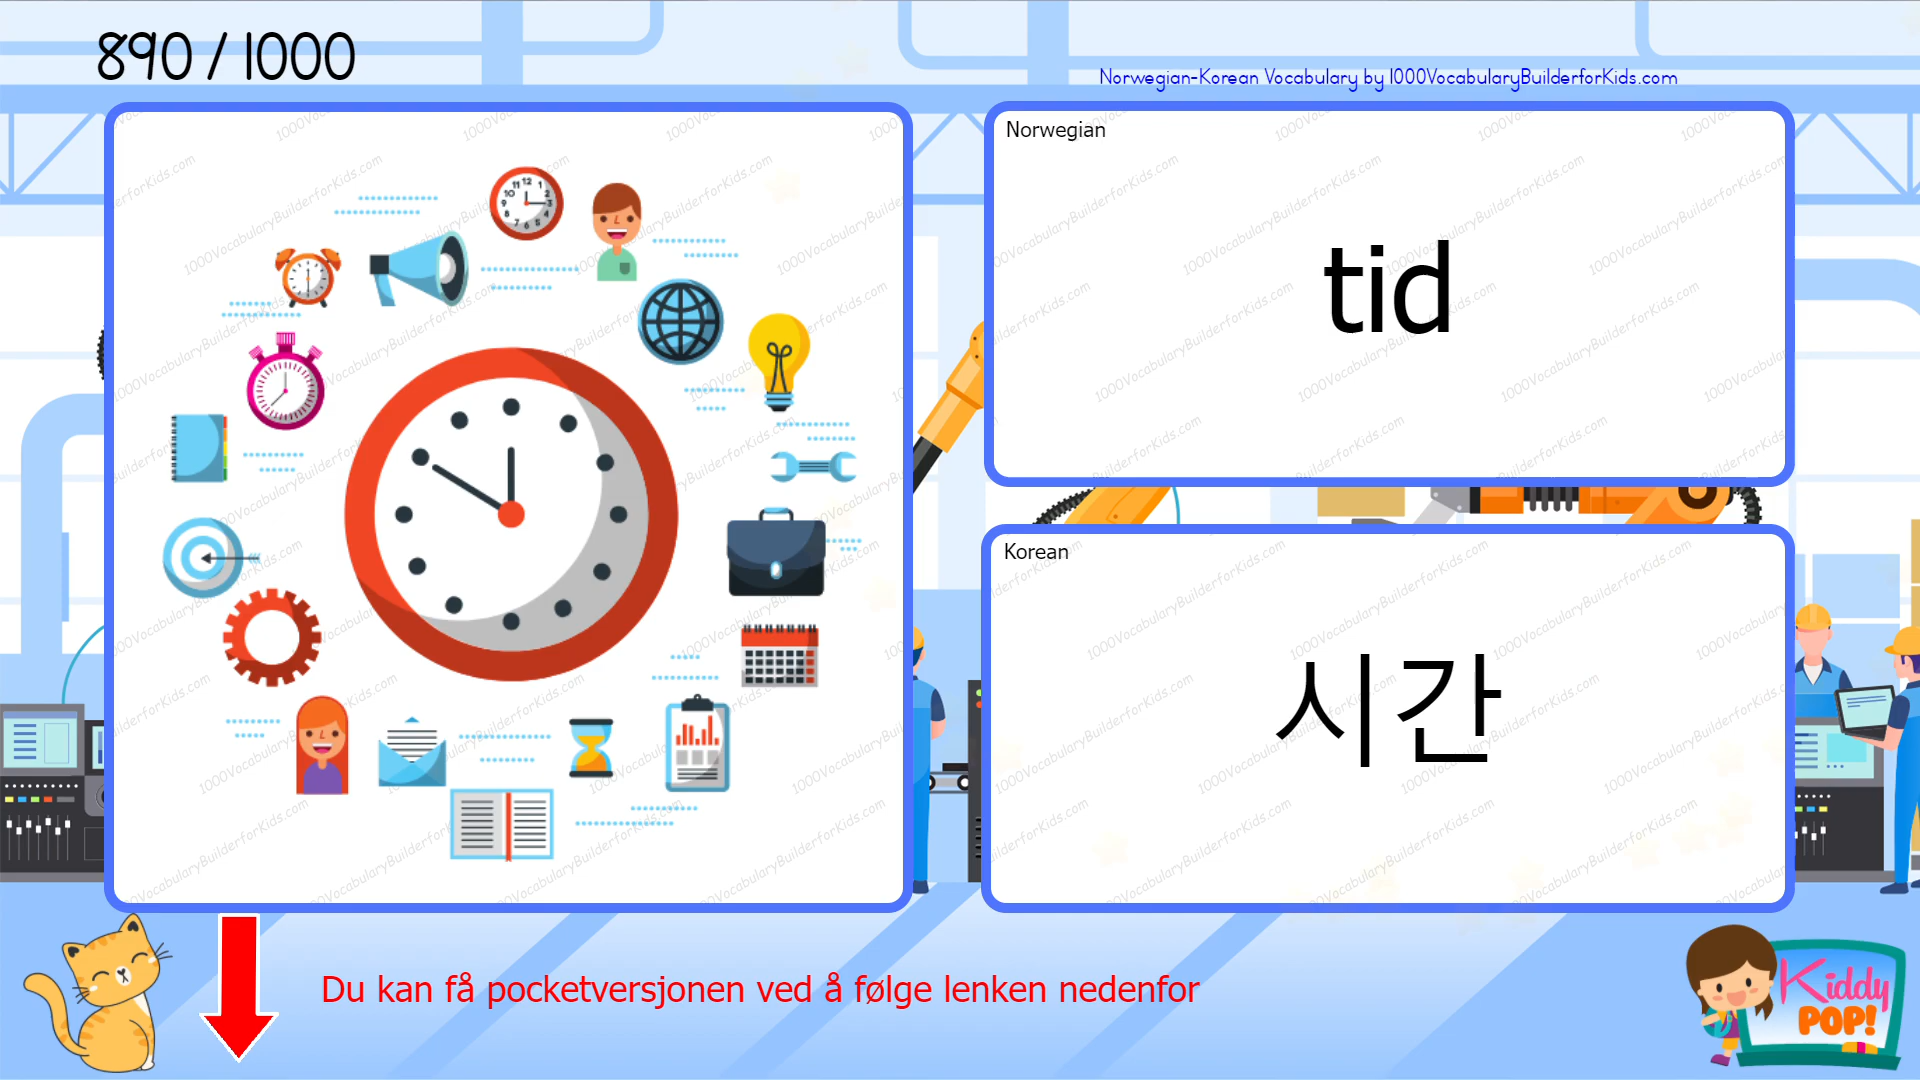 890 / 1000
Norwegian-Korean Vocabulary by 1000VocabularyBuilderforKids.com
Norwegian
tid
Korean
시간
Du kan få pocketversjonen ved å følge lenken nedenfor
Kiddy
POP!